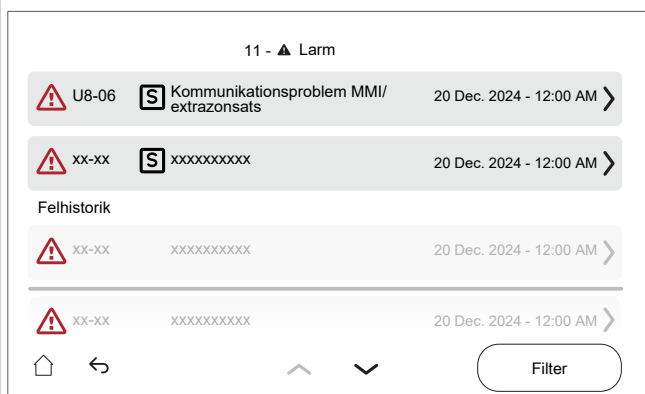 11 - Larm
U8-06 S Kommunikationsproblem MMI/ 20 Dec. 2024 - 12:00 AM
extrazonsats
xx-xx S xxxxxxxxxx 20 Dec. 2024 - 12:00 AM
Felhistorik
xx-xx xxxxxxxxxx 20 Dec. 2024 - 12:00 AM
xx-xx xxxxxxxxxx 20 Dec. 2024 - 12:00 AM
Filter